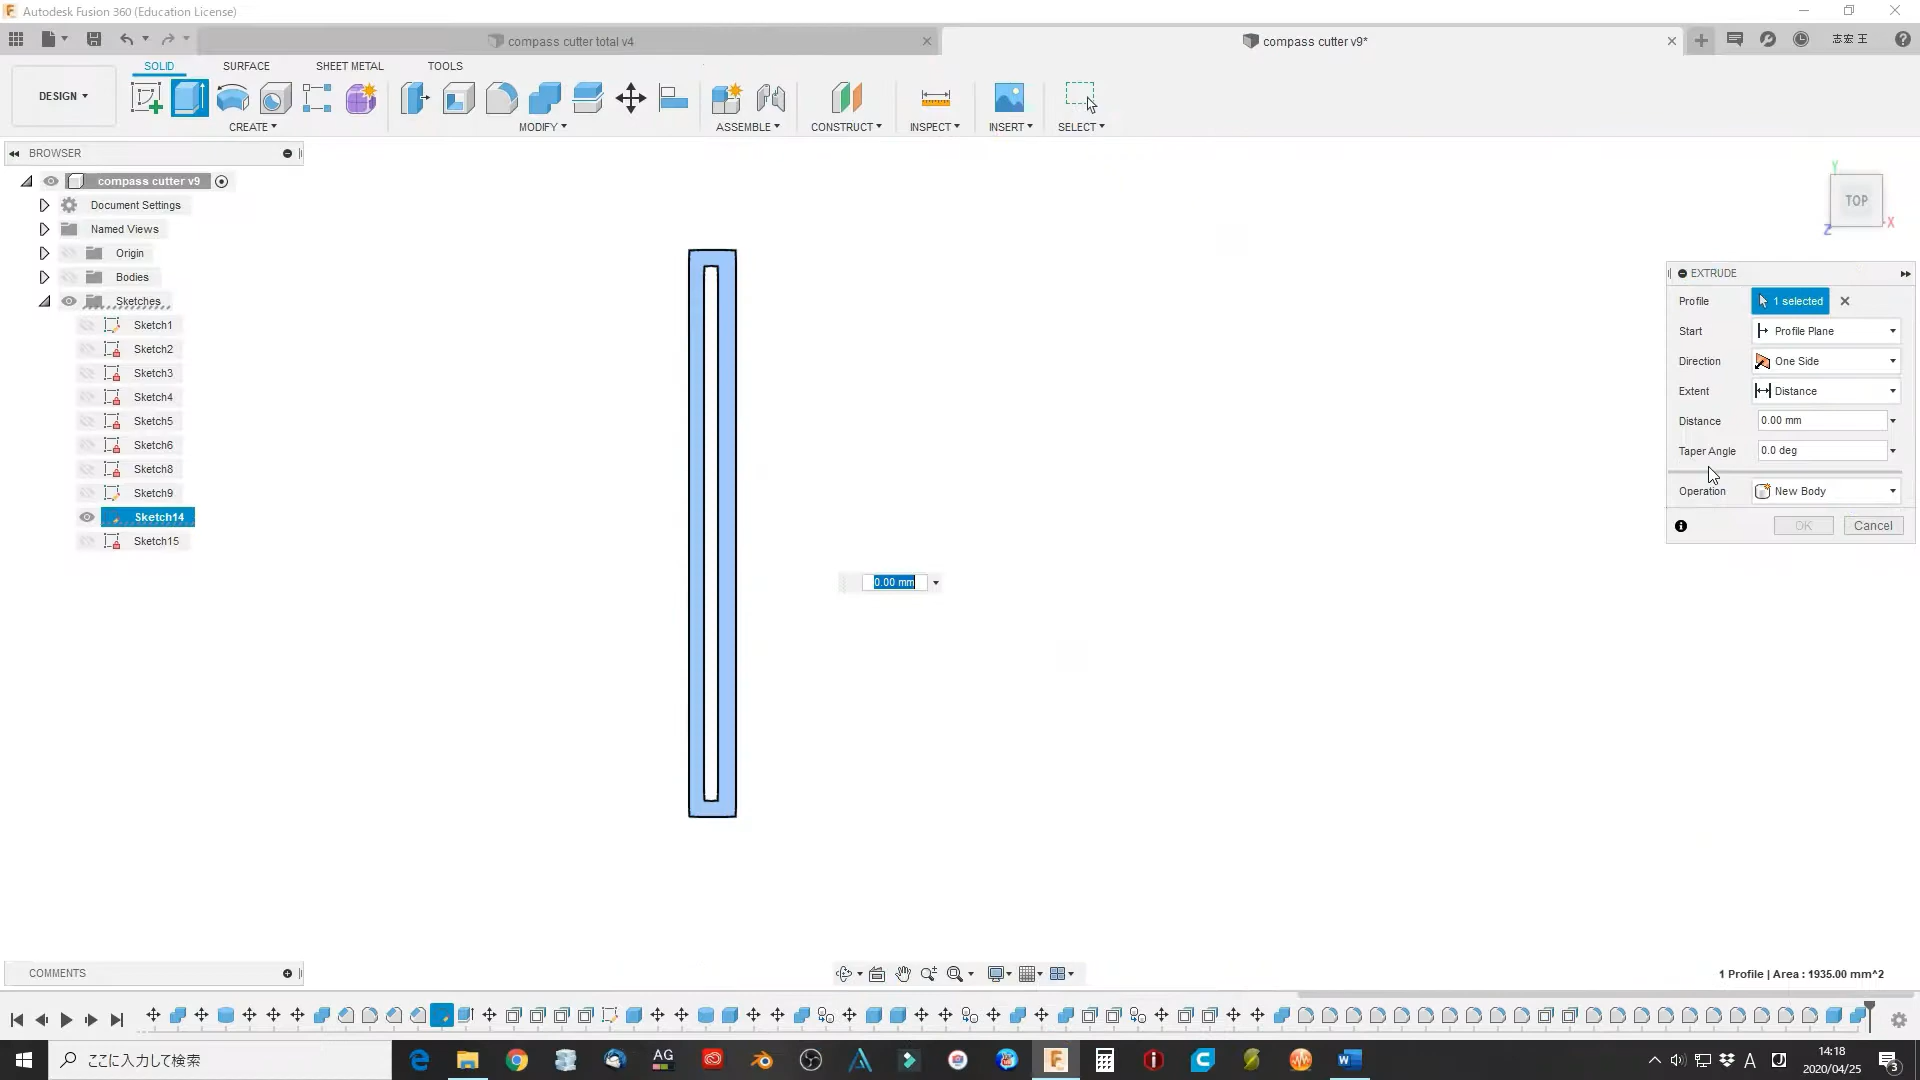 Autodesk Fusion 360 (Education License)
compass cutter total v4
compass cutter v9*
志宏 王
SOLID SURFACE SHEET METAL TOOLS
DESIGN
CREATE MODIFY ASSEMBLE CONSTRUCT INSPECT INSERT SELECT
BROWSER
compass cutter v9
Document Settings
Named Views
Origin
Bodies
Sketches
Sketch1
Sketch2
Sketch3
Sketch4
Sketch5
Sketch6
Sketch8
Sketch9
Sketch14
Sketch15
Y
TOP
X
Z
EXTRUDE
Profile 1 selected
Start Profile Plane
Direction One Side
Extent Distance
Distance 0.00 mm
Taper Angle 0.0 deg
Operation New Body
OK Cancel
0.00 mm
COMMENTS
1 Profile | Area : 1935.00 mm^2
ここに入力して検索
AG
A
14:18
2020/04/25
3